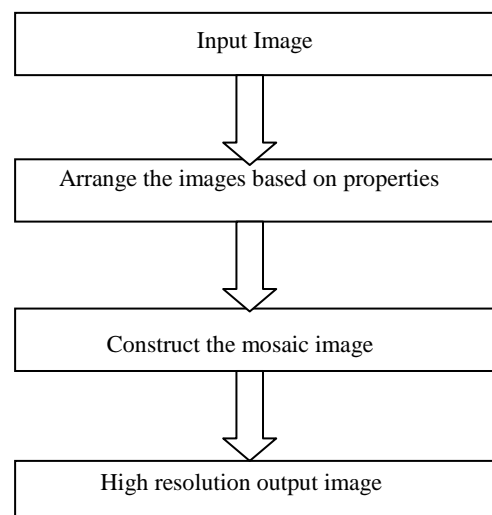 Input Image
Arrange the images based on properties
Construct the mosaic image
High resolution output image